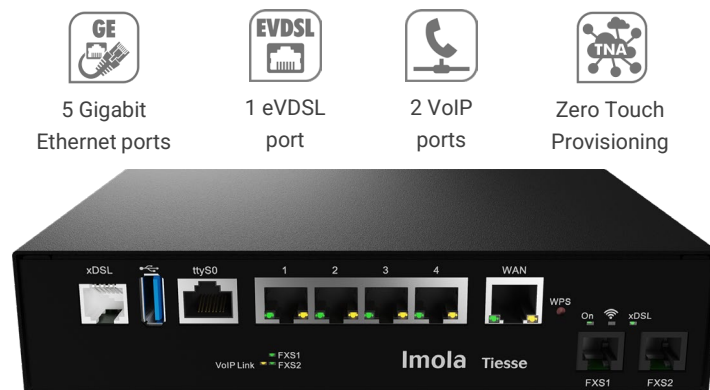 GE
EVDSL
TNA
5 Gigabit
Ethernet ports
1 eVDSL
port
2 VoIP
ports
Zero Touch
Provisioning
xDSL
ttyS0
1
2
3
4
WAN
WPS
On
xDSL
VoIP Link
FXS1
FXS2
Imola Tiesse
FXS1
FXS2